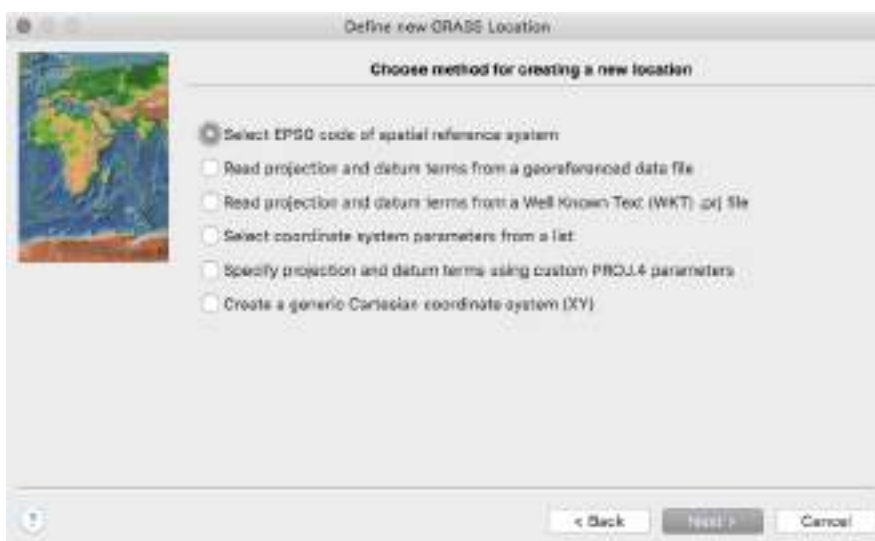 Define new GRASS Location
Choose method for creating a new location
Select EPSG code of spatial reference system
Read projection and datum terms from a georeferenced data file
Read projection and datum terms from a Well Known Text (WKT) .prj file
Select coordinate system parameters from a list
Specify projection and datum terms using custom PROJ.4 parameters
Create a generic Cartesian coordinate system (XY)
?
< Back
Next >
Cancel